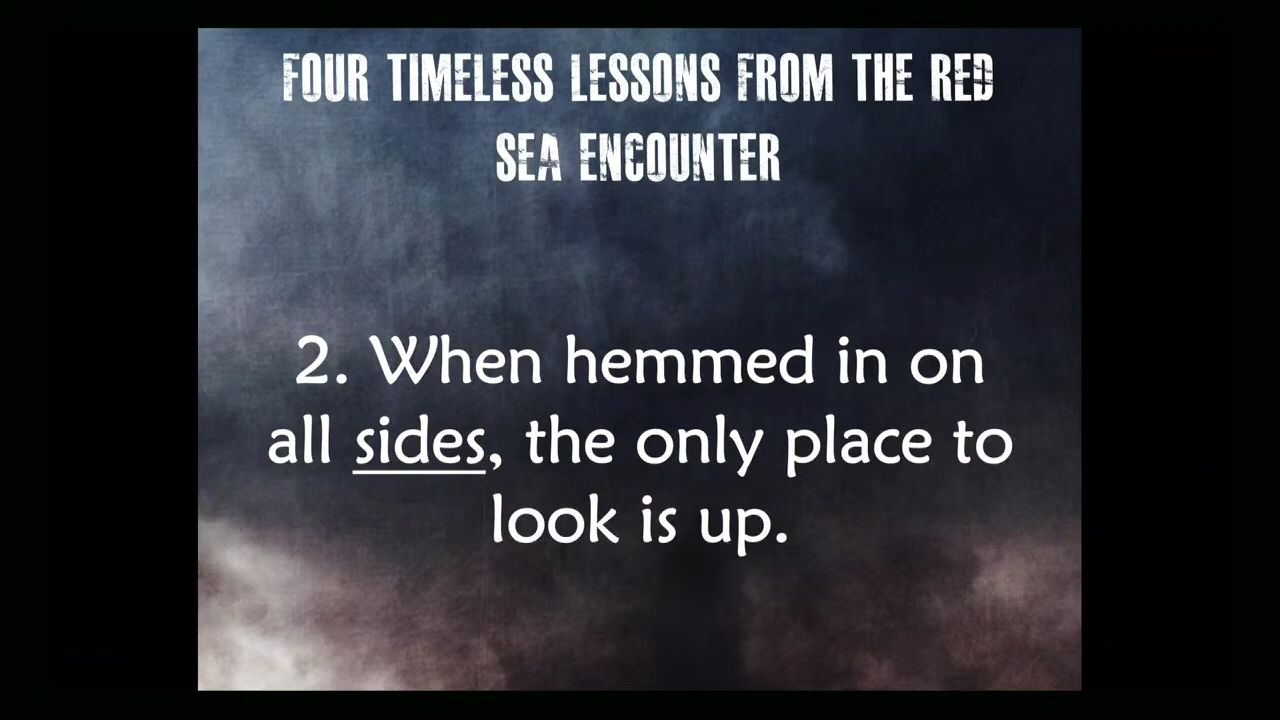 FOUR TIMELESS LESSONS FROM THE RED
SEA ENCOUNTER
2. When hemmed in on
all sides, the only place to
look is up.